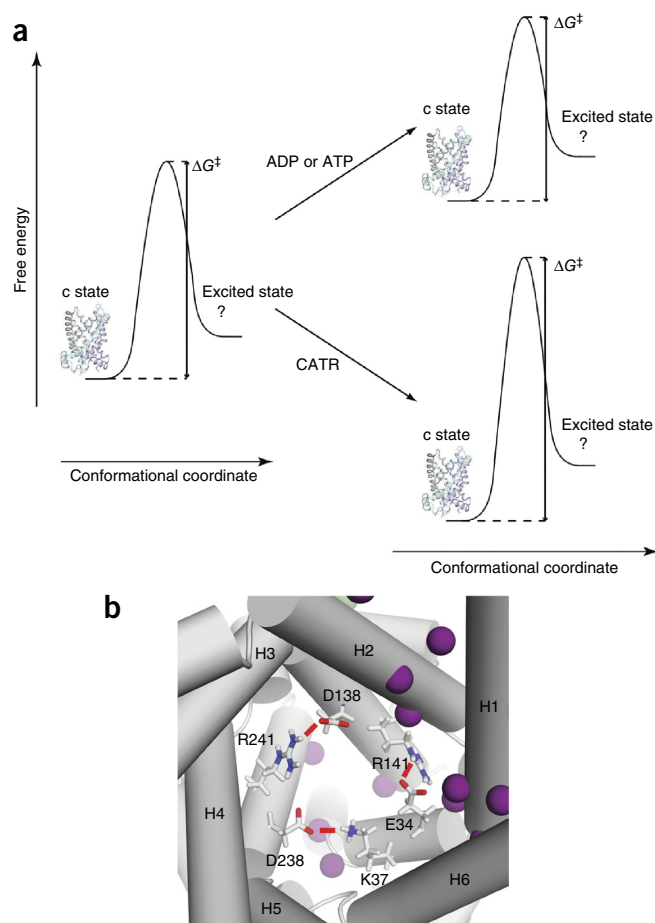 a
ΔG‡
Excited state
?
c state
ADP or ATP
ΔG‡
Free energy
c state
Excited state
?
ΔG‡
CATR
Excited state
?
c state
Conformational coordinate
Conformational coordinate
b
H3
H2
H1
D138
R241
R141
H4
E34
D238
K37
H6
H5